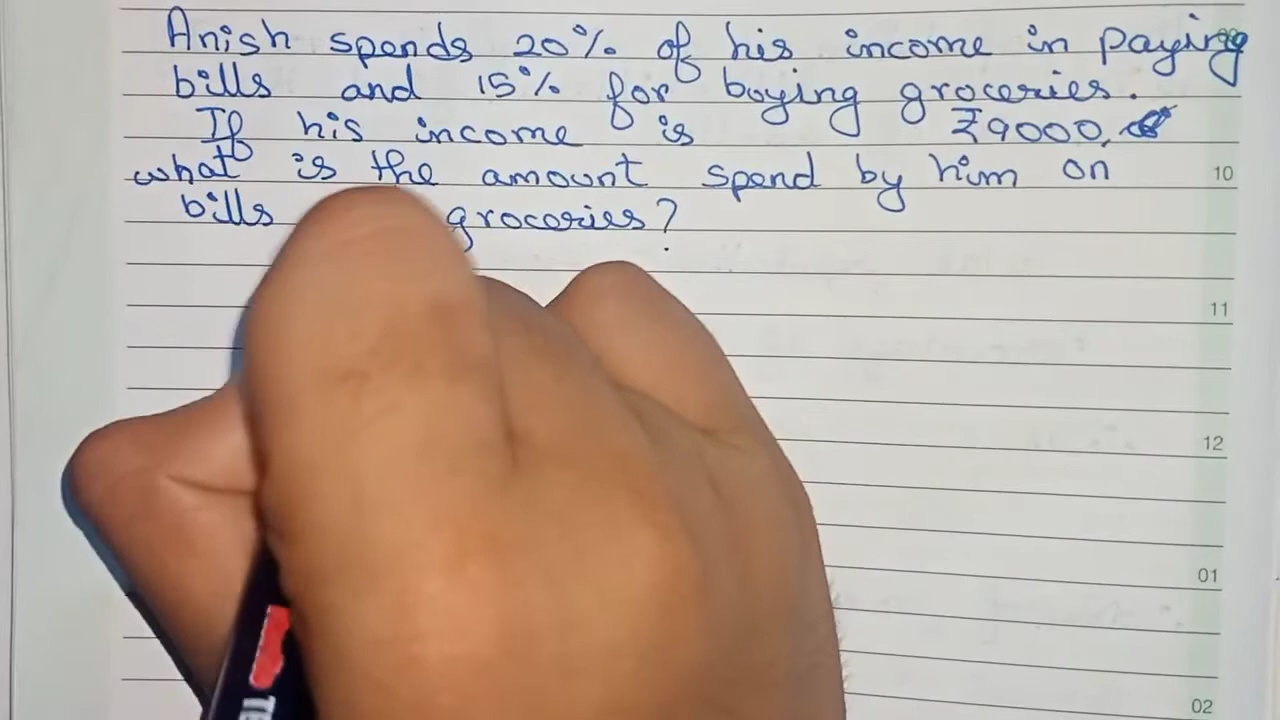 Anish spends 20% of his income in paying
bills and 15% for buying groceries.
If his income is ₹9000,
what is the amount spend by him on
10
bills groceries?
11
12
01
02